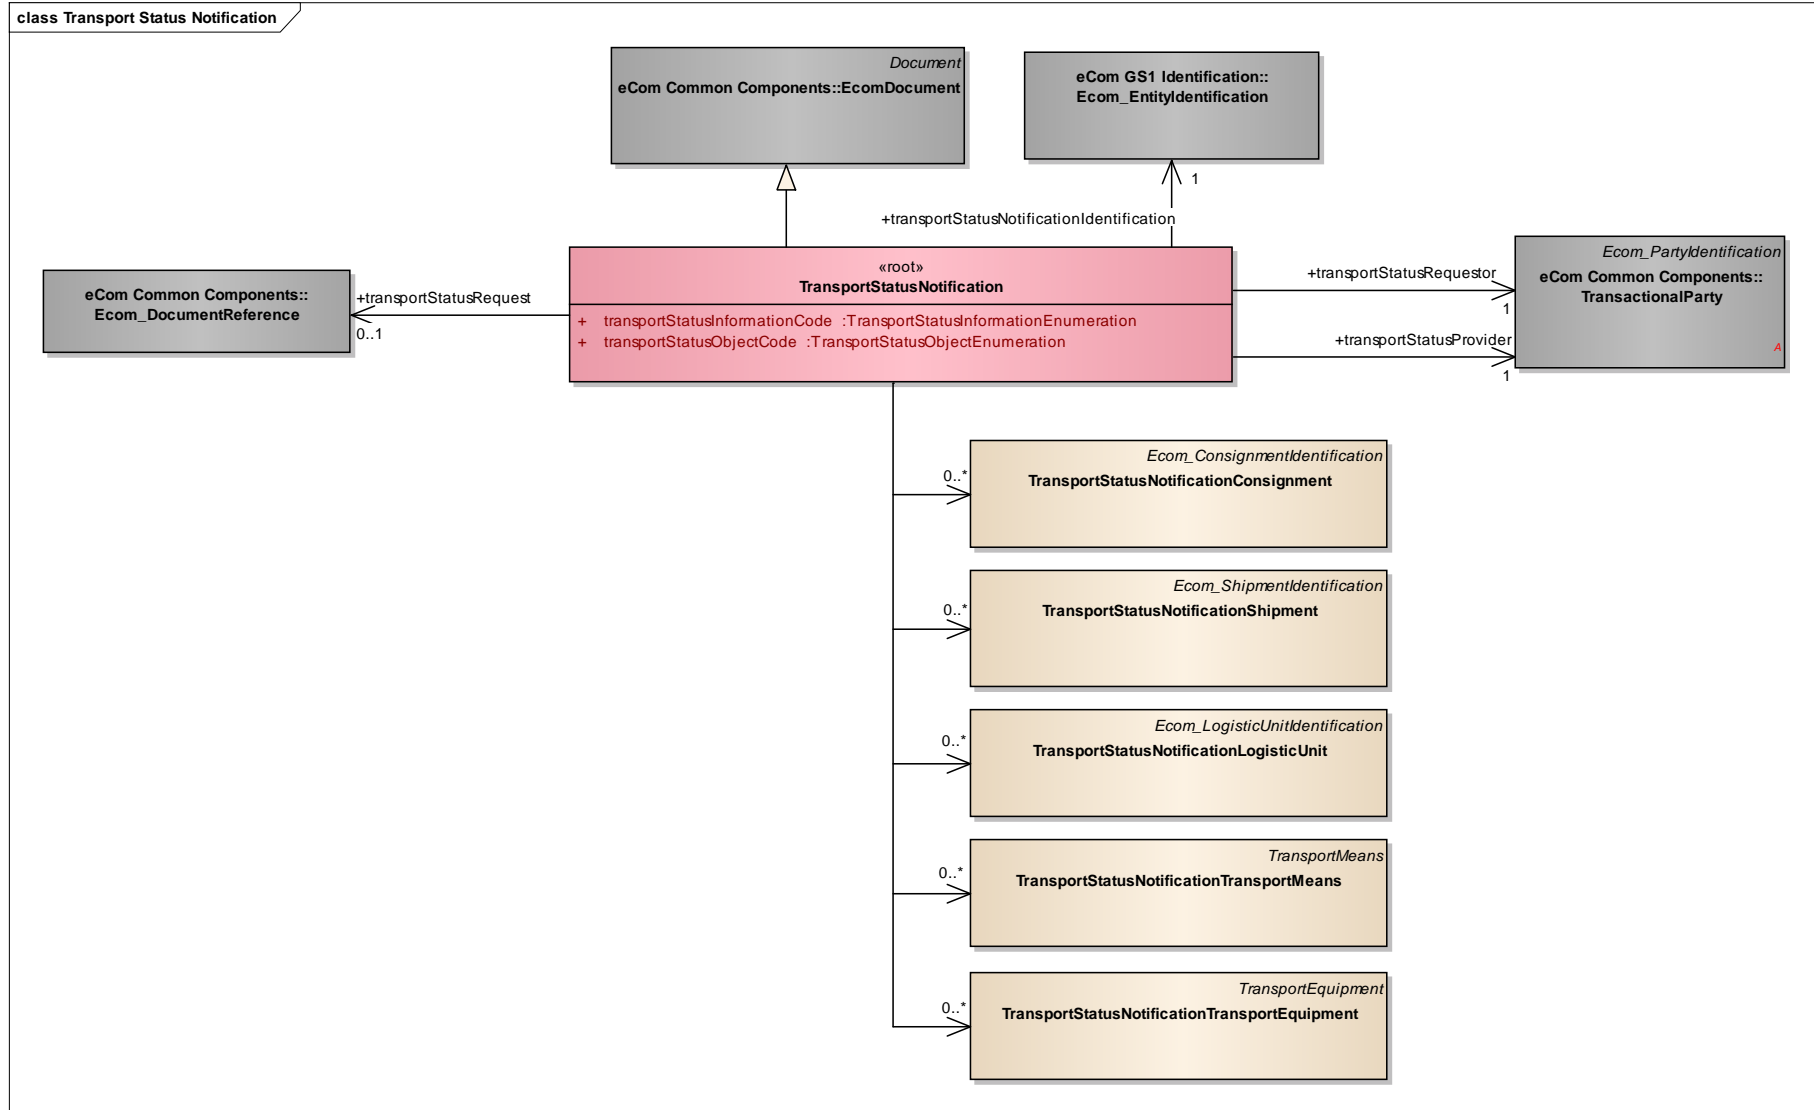 class Transport Status Notification
Document
eCom Common Components::EcomDocument
eCom GS1 Identification::
Ecom_EntityIdentification
1
+transportStatusNotificationIdentification
«root»
TransportStatusNotification
+ transportStatusInformationCode :TransportStatusInformationEnumeration
+ transportStatusObjectCode :TransportStatusObjectEnumeration
eCom Common Components::
Ecom_DocumentReference
+transportStatusRequest
0..1
+transportStatusRequestor
1
+transportStatusProvider
1
Ecom_PartyIdentification
eCom Common Components::
TransactionalParty
A
0..*
Ecom_ConsignmentIdentification
TransportStatusNotificationConsignment
0..*
Ecom_ShipmentIdentification
TransportStatusNotificationShipment
0..*
Ecom_LogisticUnitIdentification
TransportStatusNotificationLogisticUnit
0..*
TransportMeans
TransportStatusNotificationTransportMeans
0..*
TransportEquipment
TransportStatusNotificationTransportEquipment